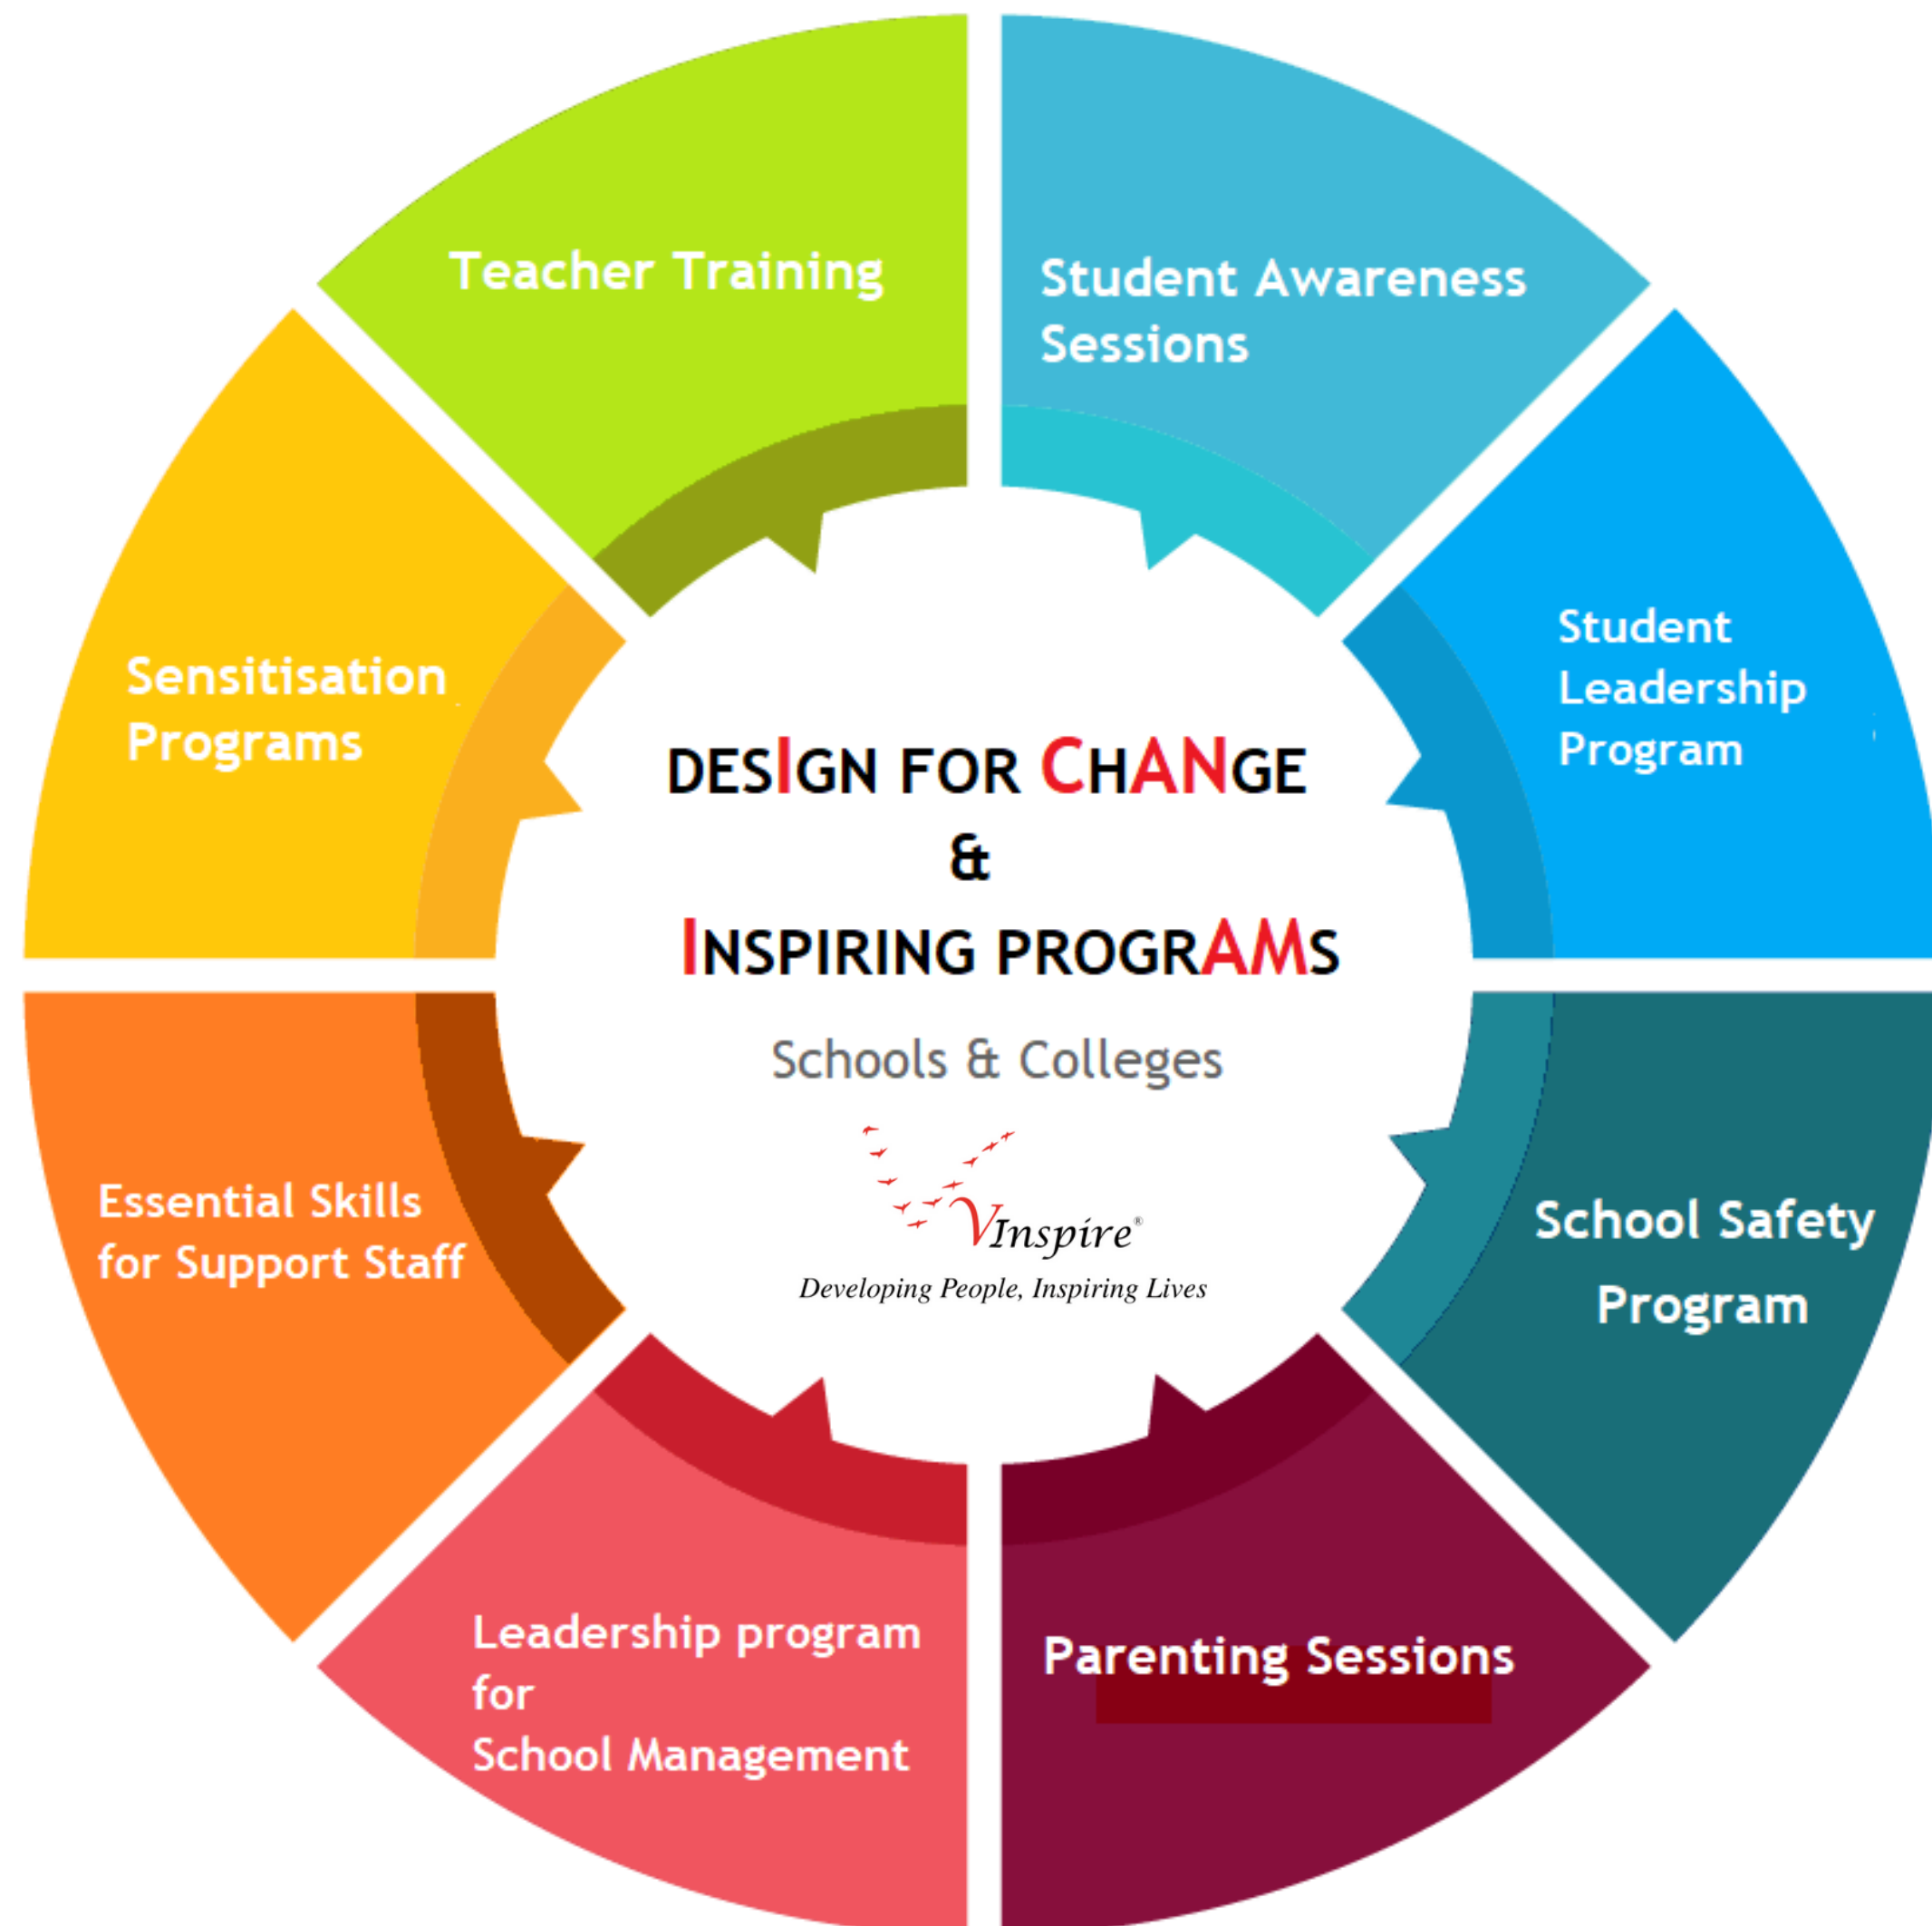 Teacher Training
Student Awareness
Sessions
Student
Leadership
Program
Sensitisation
Programs
DESIGN FOR CHANGE
&
INSPIRING PROGRAMS
Schools & Colleges
VInspire®
Developing People, Inspiring Lives
Essential Skills
for Support Staff
School Safety
Program
Leadership program
for
School Management
Parenting Sessions